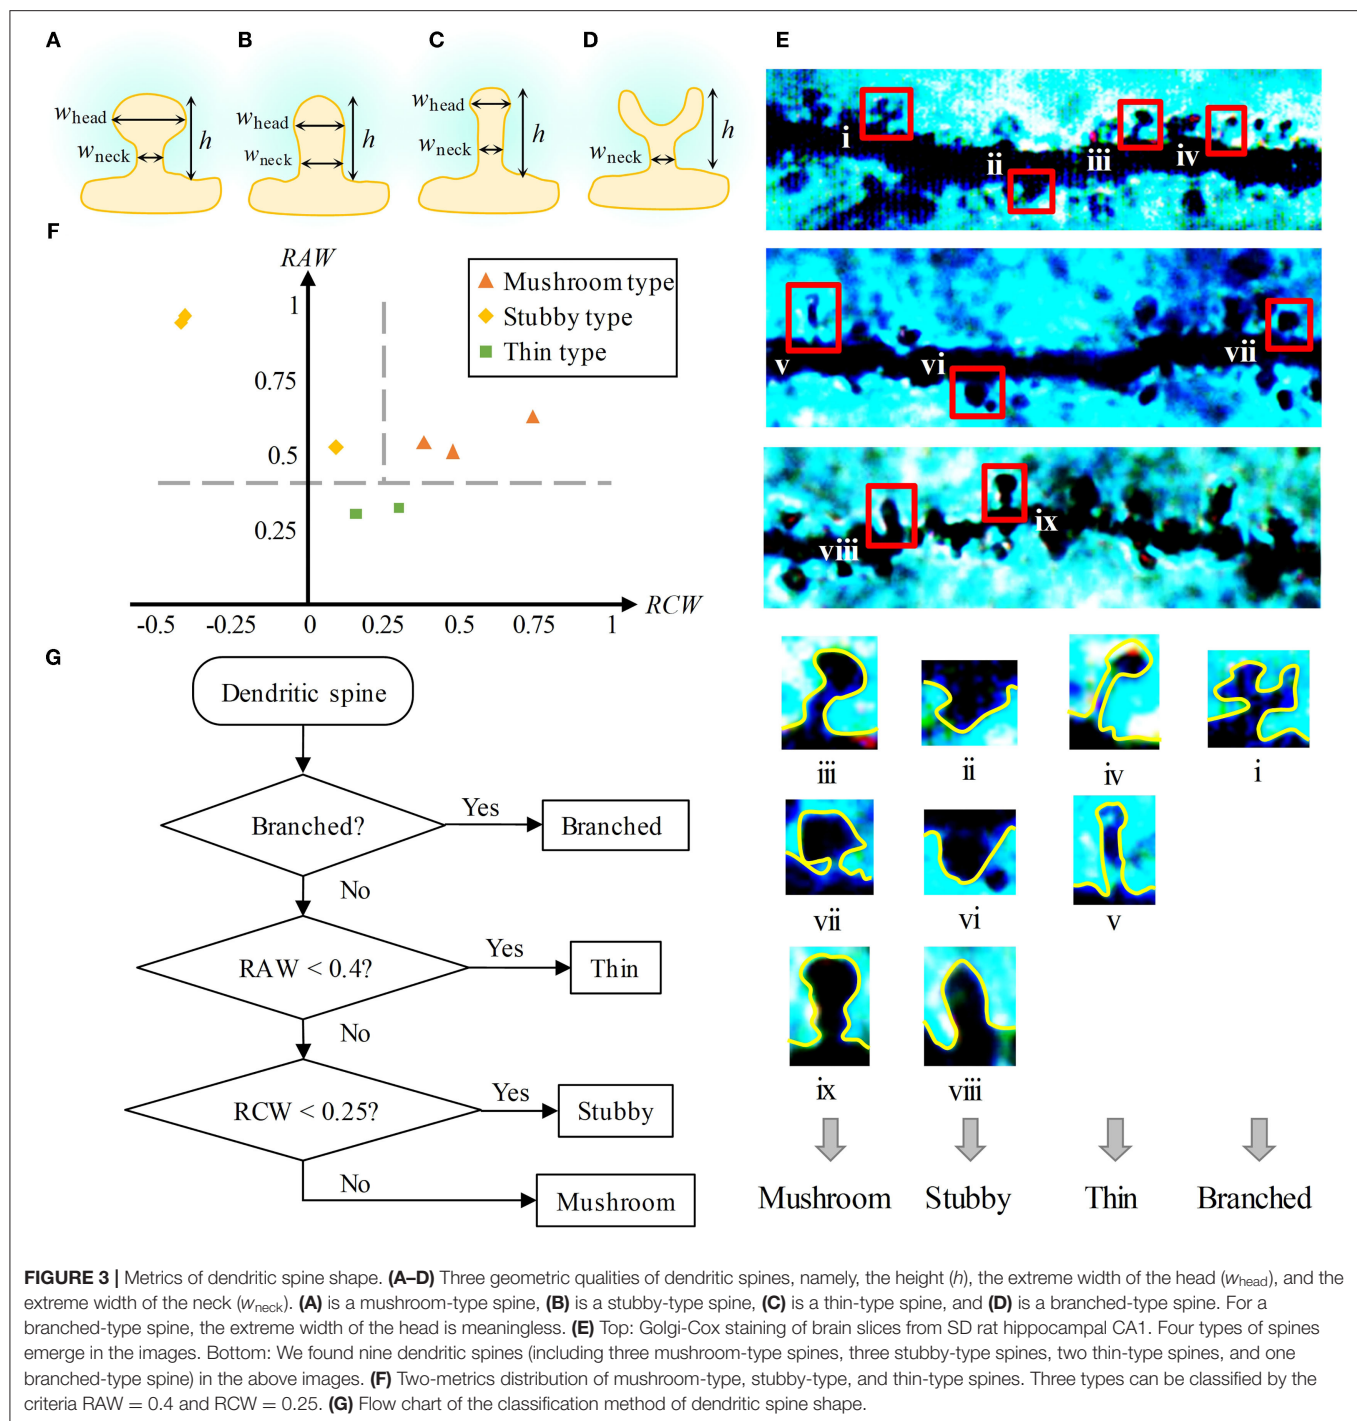 A
B
C
D
E
w_head
w_neck
h
w_head
w_neck
h
w_head
w_neck
h
w_neck
h
i
ii
iii
iv
v
vi
vii
viii
ix
F
RAW
1
0.75
0.5
0.25
-0.5 -0.25 0 0.25 0.5 0.75 1
RCW
Mushroom type
Stubby type
Thin type
G
Dendritic spine
Branched?
Yes
Branched
No
RAW < 0.4?
Yes
Thin
No
RCW < 0.25?
Yes
Stubby
No
Mushroom
iii ii iv i
vii vi v
ix viii
Mushroom Stubby Thin Branched
FIGURE 3 | Metrics of dendritic spine shape. (A–D) Three geometric qualities of dendritic spines, namely, the height (h), the extreme width of the head (w_head), and the
extreme width of the neck (w_neck). (A) is a mushroom-type spine, (B) is a stubby-type spine, (C) is a thin-type spine, and (D) is a branched-type spine. For a
branched-type spine, the extreme width of the head is meaningless. (E) Top: Golgi-Cox staining of brain slices from SD rat hippocampal CA1. Four types of spines
emerge in the images. Bottom: We found nine dendritic spines (including three mushroom-type spines, three stubby-type spines, two thin-type spines, and one
branched-type spine) in the above images. (F) Two-metrics distribution of mushroom-type, stubby-type, and thin-type spines. Three types can be classified by the
criteria RAW = 0.4 and RCW = 0.25. (G) Flow chart of the classification method of dendritic spine shape.